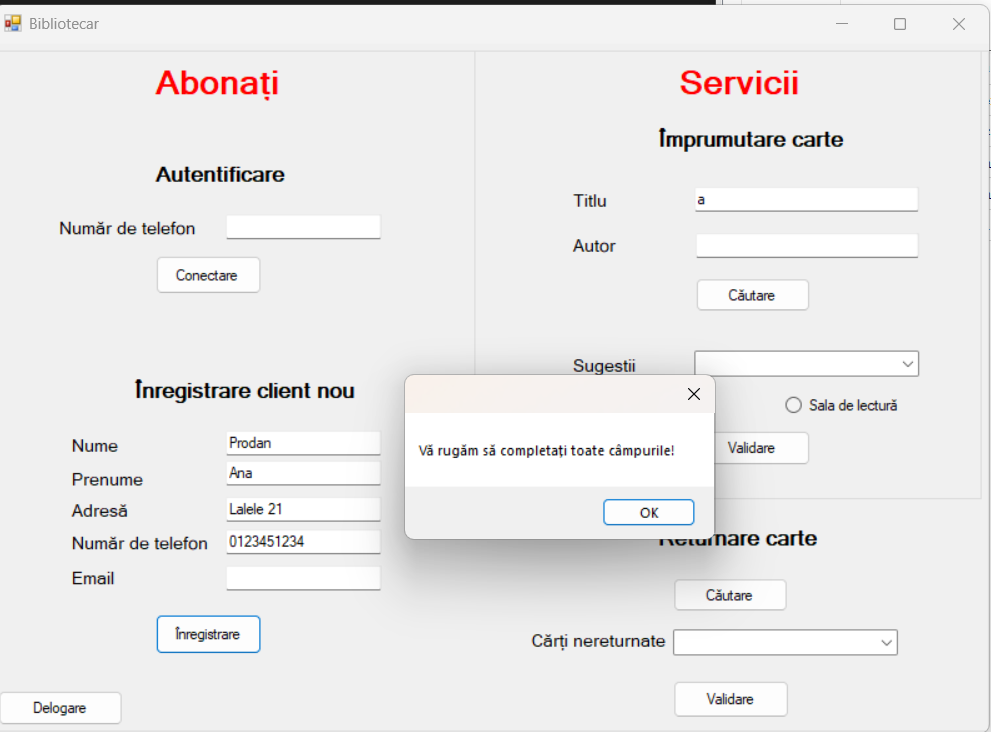 Bibliotecar
Abonați
Autentificare
Număr de telefon
Conectare
Înregistrare client nou
Nume Prodan
Prenume Ana
Adresă Lalele 21
Număr de telefon 0123451234
Email
Înregistrare
Delogare
Servicii
Împrumutare carte
Titlu a
Autor
Căutare
Sugestii
Sala de lectură
Validare
Vă rugăm să completați toate câmpurile!
OK
Returnare carte
Căutare
Cărți nereturnate
Validare